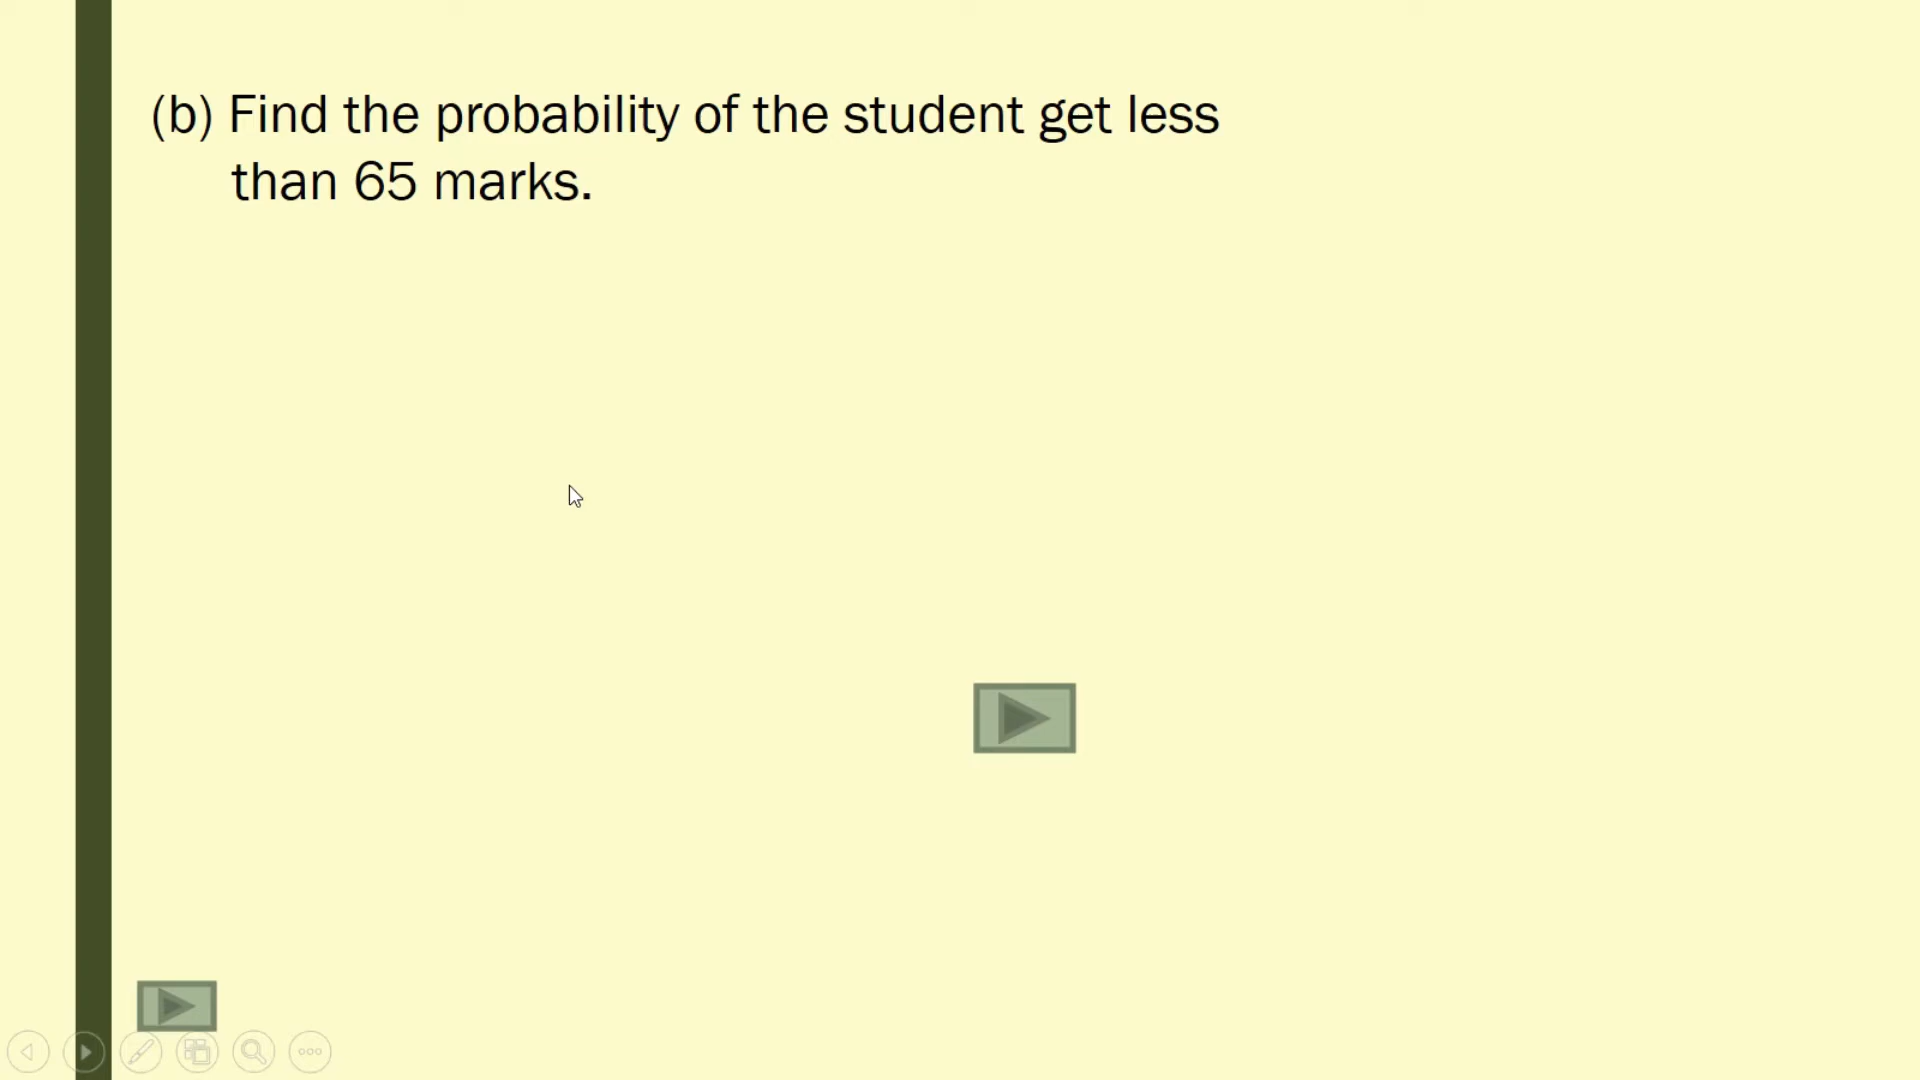 (b) Find the probability of the student get less
than 65 marks.